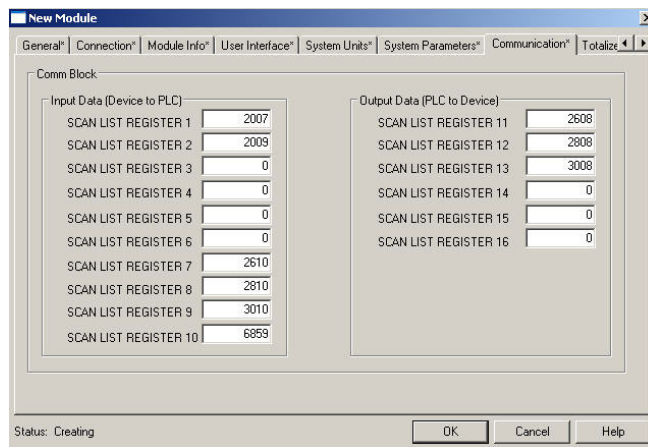 New Module
General* Connection* Module Info* User Interface* System Units* System Parameters* Communication* Totalize
Comm Block
Input Data (Device to PLC)
SCAN LIST REGISTER 1 2007
SCAN LIST REGISTER 2 2009
SCAN LIST REGISTER 3 0
SCAN LIST REGISTER 4 0
SCAN LIST REGISTER 5 0
SCAN LIST REGISTER 6 0
SCAN LIST REGISTER 7 2610
SCAN LIST REGISTER 8 2810
SCAN LIST REGISTER 9 3010
SCAN LIST REGISTER 10 6859
Output Data (PLC to Device)
SCAN LIST REGISTER 11 2608
SCAN LIST REGISTER 12 2808
SCAN LIST REGISTER 13 3008
SCAN LIST REGISTER 14 0
SCAN LIST REGISTER 15 0
SCAN LIST REGISTER 16 0
Status: Creating
OK Cancel Help